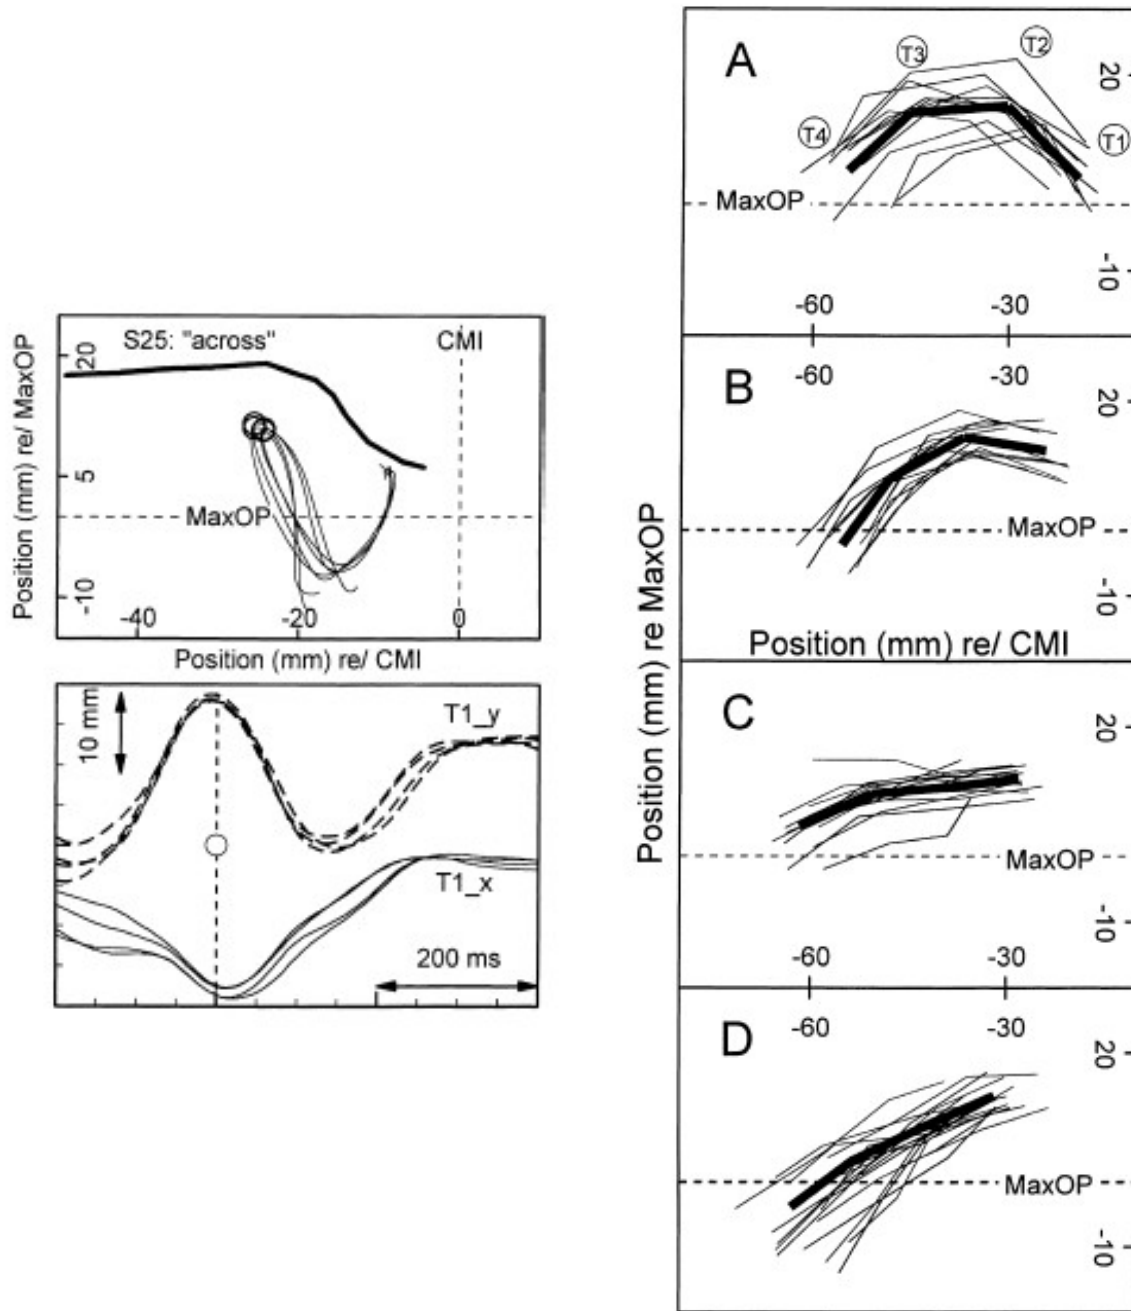 S25: "across"
CMI
Position (mm) re/ MaxOP
20
5
-10
MaxOP
-40
-20
0
Position (mm) re/ CMI
10 mm
T1_y
T1_x
200 ms
Position (mm) re MaxOP
A
T3
T2
20
T4
T1
MaxOP
-10
-60
-30
B
-60
-30
20
MaxOP
-10
Position (mm) re/ CMI
C
20
MaxOP
-10
-60
-30
D
-60
-30
20
MaxOP
-10